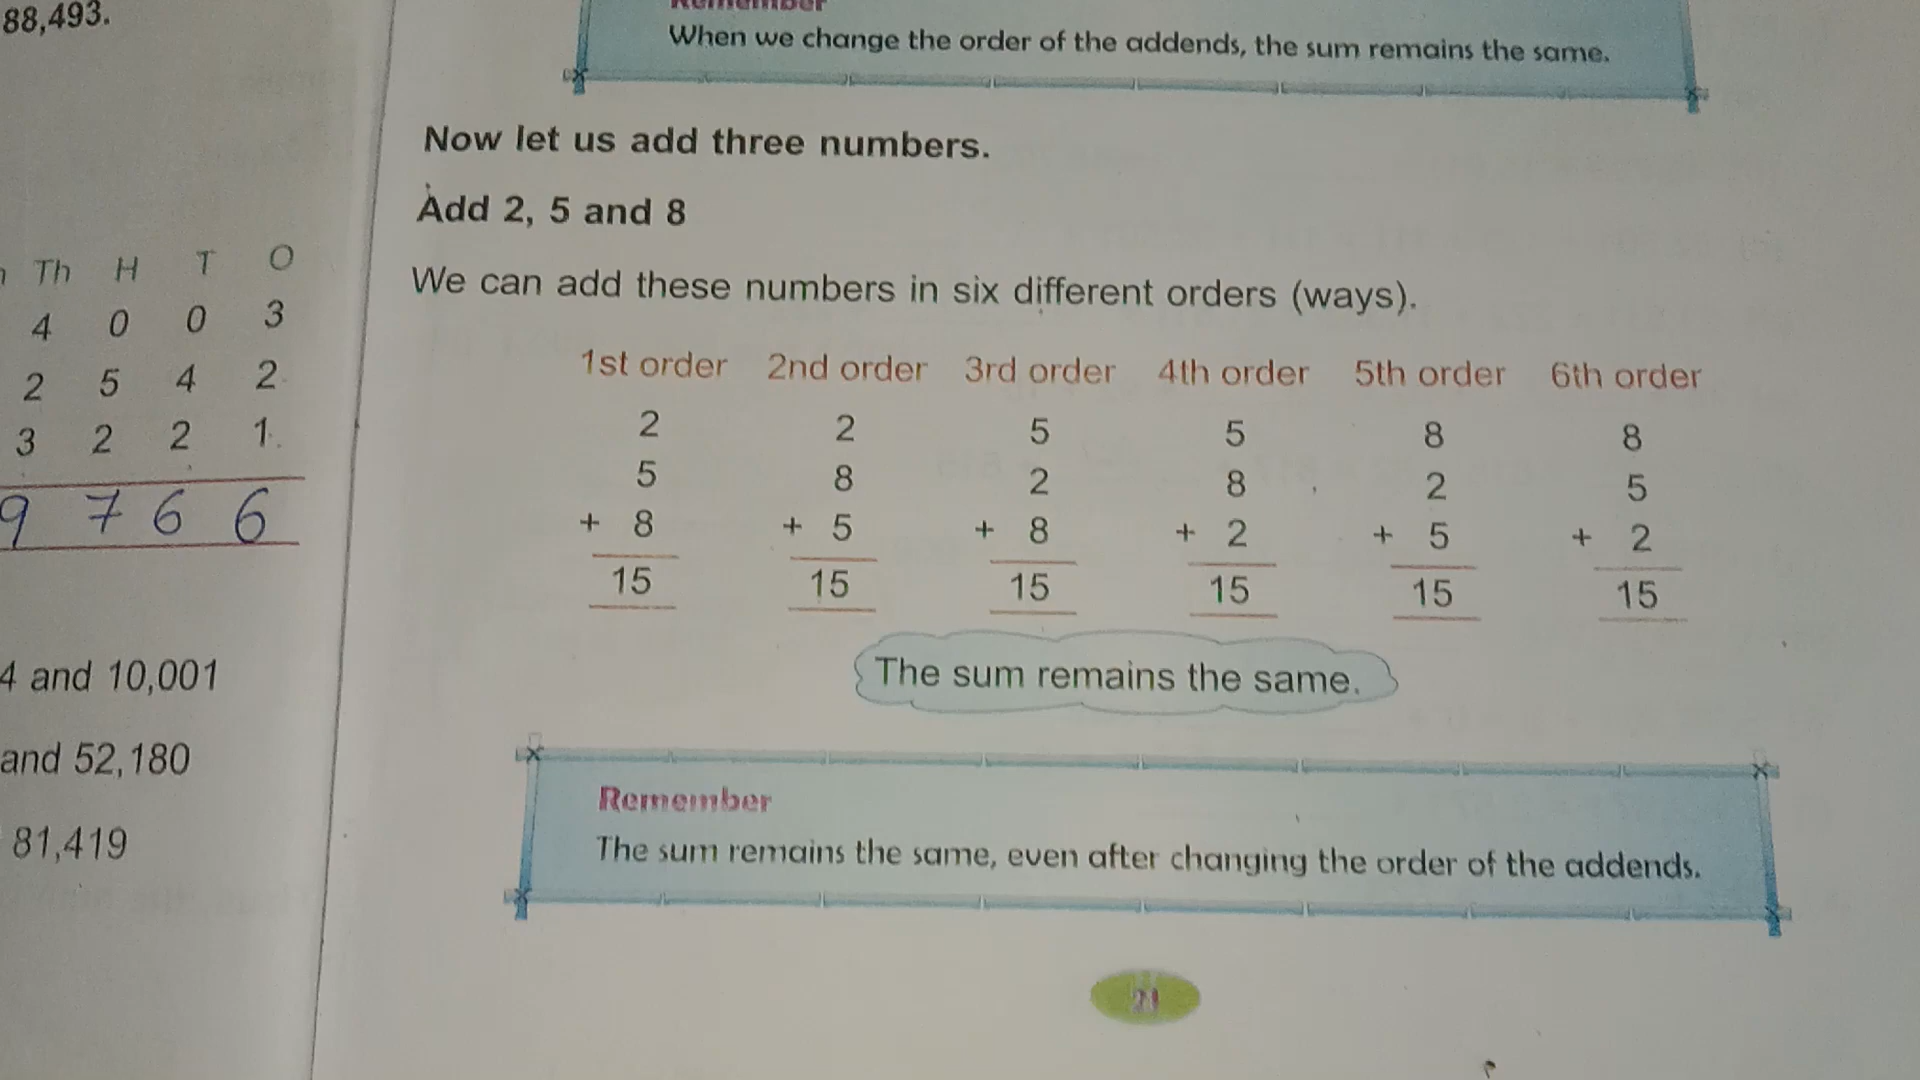 88,493.
Th H T O
4 0 0 3
2 5 4 2
3 2 2 1
9 7 6 6
4 and 10,001
and 52,180
81,419
Remember
When we change the order of the addends, the sum remains the same.
Now let us add three numbers.
Add 2, 5 and 8
We can add these numbers in six different orders (ways).
1st order 2nd order 3rd order 4th order 5th order 6th order
2 2 5 5 8 8
5 8 2 8 2 5
+ 8 + 5 + 8 + 2 + 5 + 2
15 15 15 15 15 15
The sum remains the same.
Remember
The sum remains the same, even after changing the order of the addends.